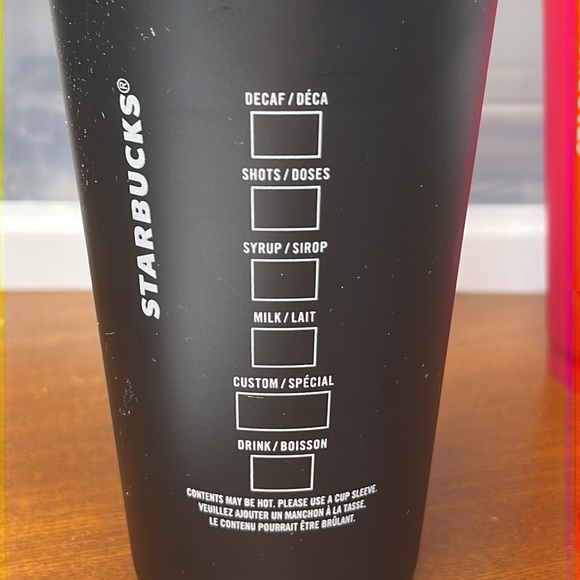 STARBUCKS®
DECAF / DÉCA
SHOTS / DOSES
SYRUP / SIROP
MILK / LAIT
CUSTOM / SPÉCIAL
DRINK / BOISSON
CONTENTS MAY BE HOT. PLEASE USE A CUP SLEEVE.
VEUILLEZ AJOUTER UN MANCHON À LA TASSE,
LE CONTENU POURRAIT ÊTRE BRÛLANT.